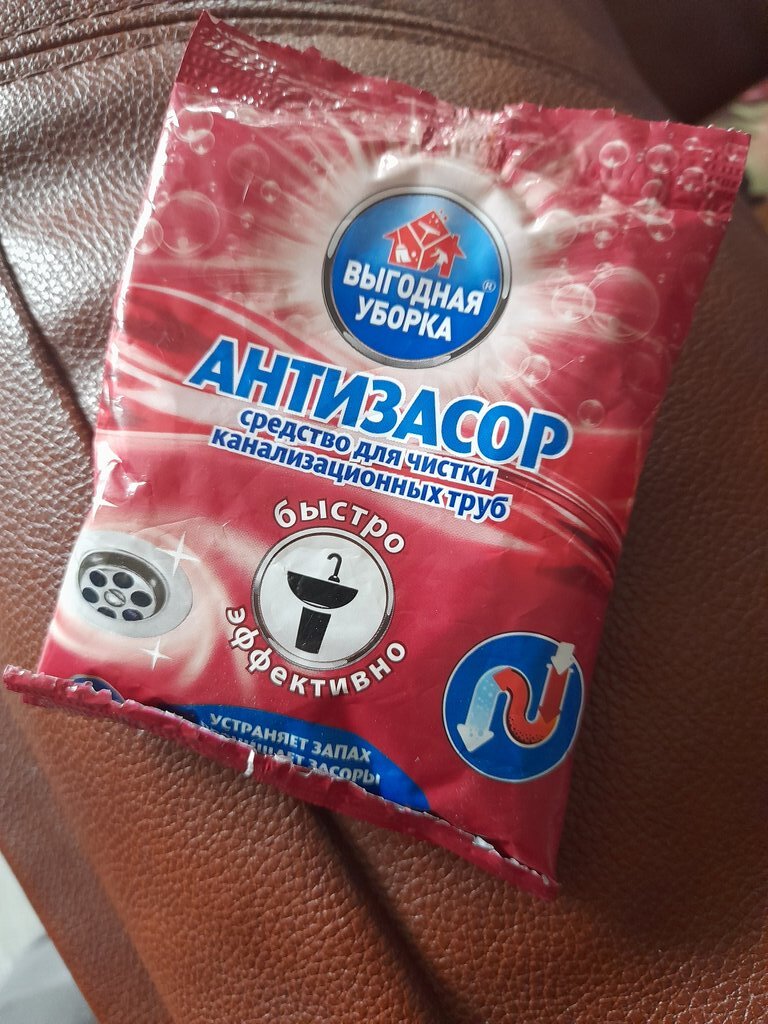 ВЫГОДНАЯ®
УБОРКА
АНТИЗАСОР
средство для чистки
канализационных труб
быстро
эффективно
УСТРАНЯЕТ ЗАПАХ
ЗАСОРЫ